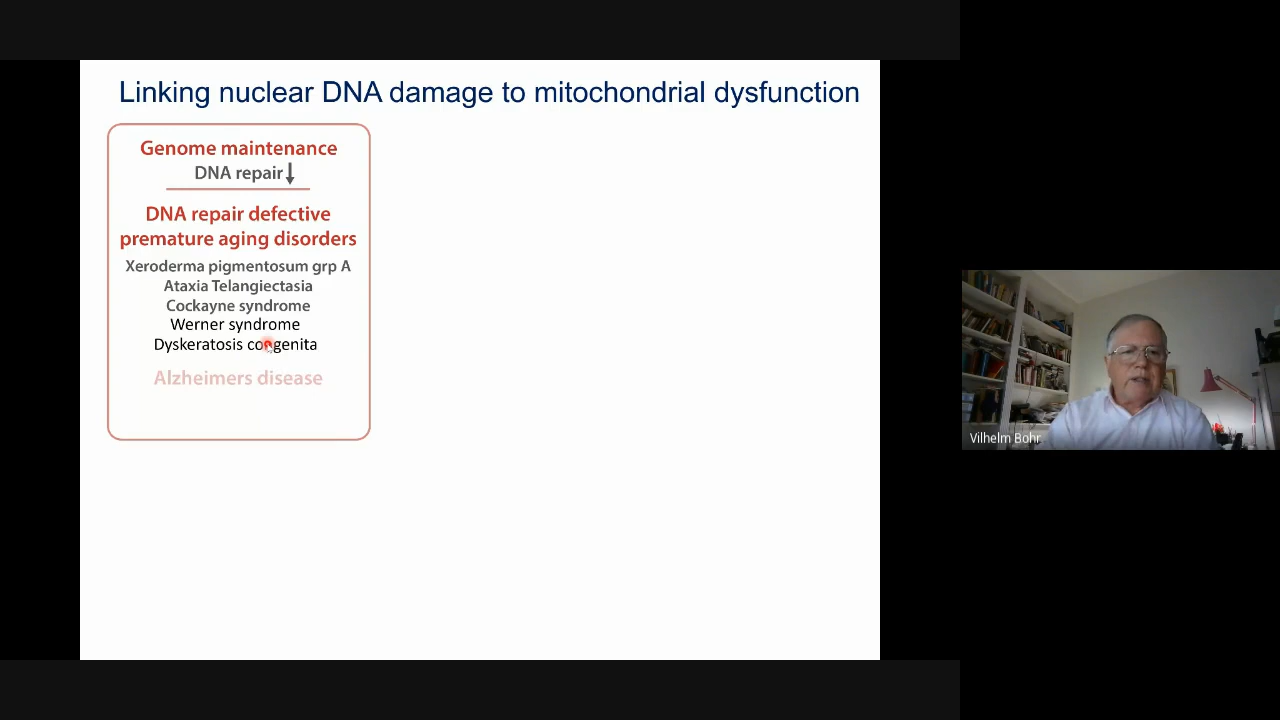 Linking nuclear DNA damage to mitochondrial dysfunction
Genome maintenance
DNA repair↓
DNA repair defective
premature aging disorders
Xeroderma pigmentosum grp A
Ataxia Telangiectasia
Cockayne syndrome
Werner syndrome
Dyskeratosis congenita
Alzheimers disease
Vilhelm Bohr